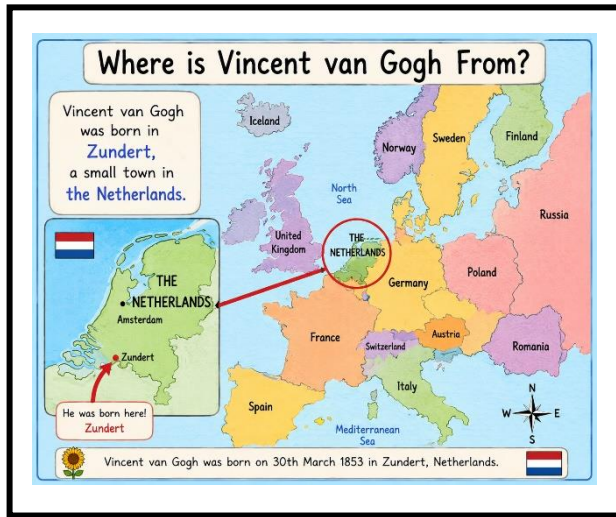 Where is Vincent van Gogh From?
Vincent van Gogh
was born in
Zundert,
a small town in
the Netherlands.
Iceland
Norway
Sweden
Finland
Russia
North
Sea
United
Kingdom
THE
NETHERLANDS
Germany
Poland
France
Switzerland
Austria
Romania
Italy
Spain
Mediterranean
Sea
N
W E
S
THE
NETHERLANDS
Amsterdam
Zundert
He was born here!
Zundert
Vincent van Gogh was born on 30th March 1853 in Zundert, Netherlands.